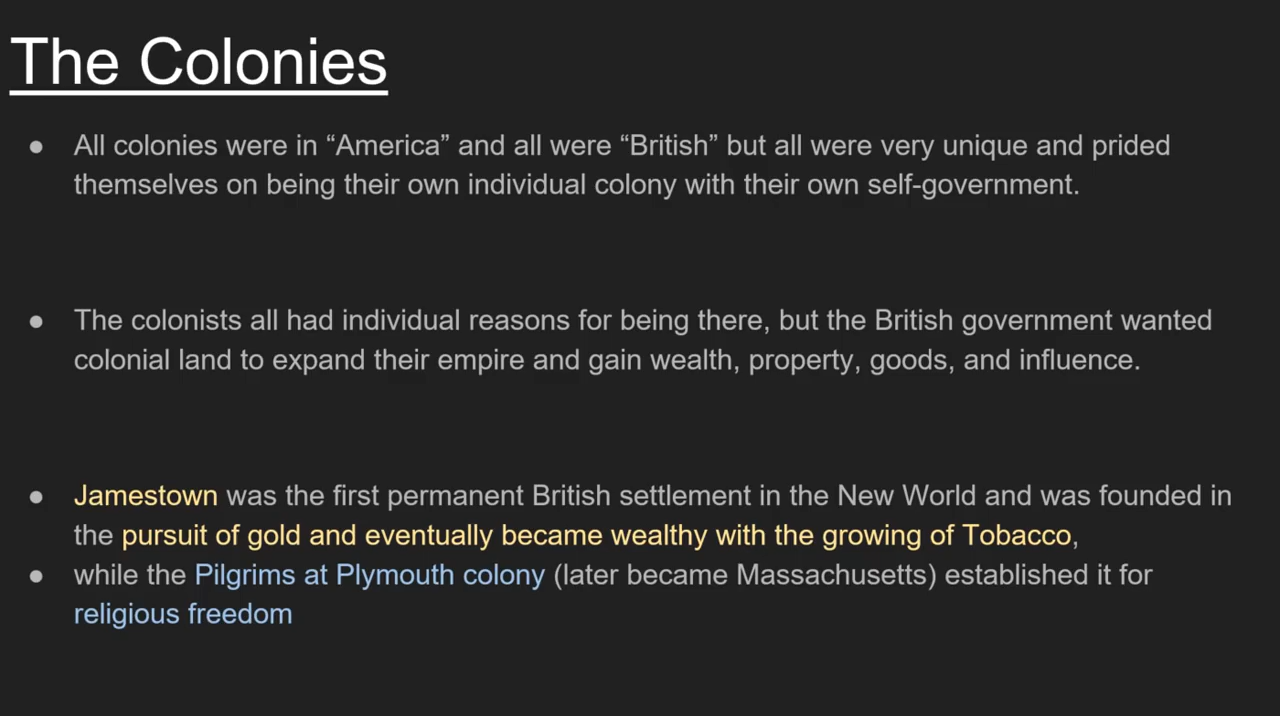 The Colonies
● All colonies were in “America” and all were “British” but all were very unique and prided
themselves on being their own individual colony with their own self-government.
● The colonists all had individual reasons for being there, but the British government wanted
colonial land to expand their empire and gain wealth, property, goods, and influence.
● Jamestown was the first permanent British settlement in the New World and was founded in
the pursuit of gold and eventually became wealthy with the growing of Tobacco,
● while the Pilgrims at Plymouth colony (later became Massachusetts) established it for
religious freedom